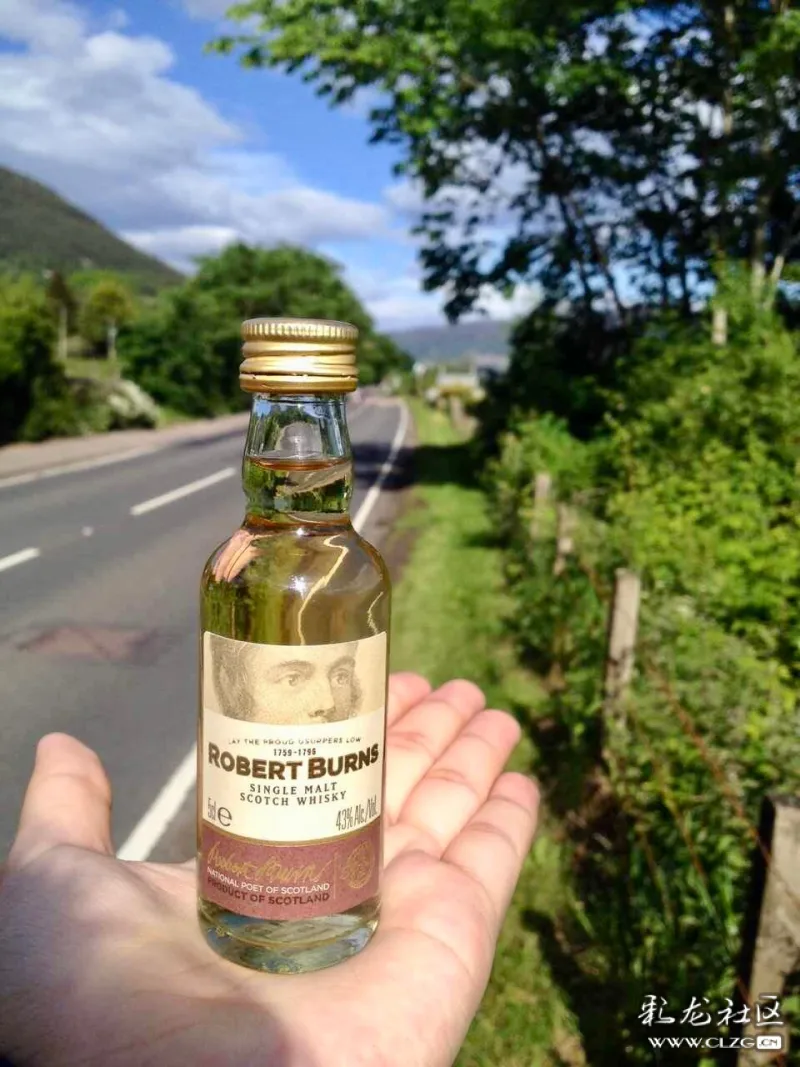 LAY THE PROUD USURPERS LOW
1759-1796
ROBERT BURNS
SINGLE MALT
SCOTCH WHISKY
5cl e
43% Alc/Vol.
Robert Burns
NATIONAL POET OF SCOTLAND
PRODUCT OF SCOTLAND
彩龙社区
WWW.CLZG.CN